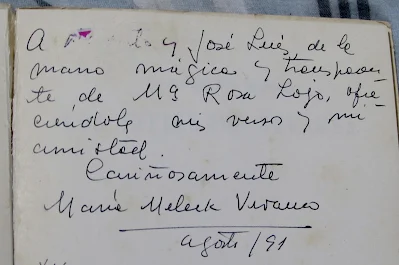 A y José Luis, de la
mano mágica y transparen
te de Mª Rosa Lojo, ofre
ciéndole mis versos y mi
amistad.
Cariñosamente
María Meleck Vivanco
agosto/91